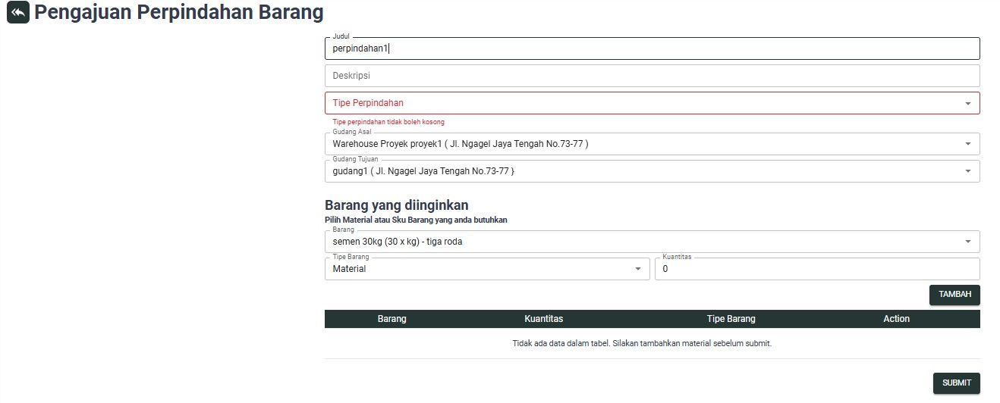 Pengajuan Perpindahan Barang
Judul
perpindahan1
Deskripsi
Tipe Perpindahan
Tipe perpindahan tidak boleh kosong
Gudang Asal
Warehouse Proyek proyek1 ( Jl. Ngagel Jaya Tengah No.73-77 )
Gudang Tujuan
gudang1 ( Jl. Ngagel Jaya Tengah No.73-77 }
Barang yang diinginkan
Pilih Material atau Sku Barang yang anda butuhkan
Barang
semen 30kg (30 x kg) - tiga roda
Tipe Barang Kuantitas
Material 0
TAMBAH
Barang Kuantitas Tipe Barang Action
Tidak ada data dalam tabel. Silakan tambahkan material sebelum submit.
SUBMIT